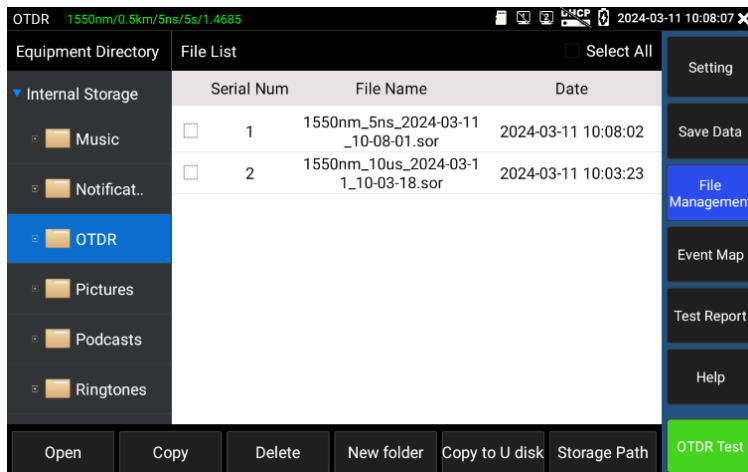 OTDR 1550nm/0.5km/5ns/5s/1.4685 1 2 DHCP 2024-03-11 10:08:07
Equipment Directory File List Select All
Setting
Internal Storage
Serial Num File Name Date
Music
1 1550nm_5ns_2024-03-11
_10-08-01.sor 2024-03-11 10:08:02
Save Data
Notificat..
2 1550nm_10us_2024-03-1
1_10-03-18.sor 2024-03-11 10:03:23
File
Managemen
OTDR
Event Map
Pictures
Test Report
Podcasts
Help
Ringtones
Open Copy Delete New folder Copy to U disk Storage Path OTDR Test